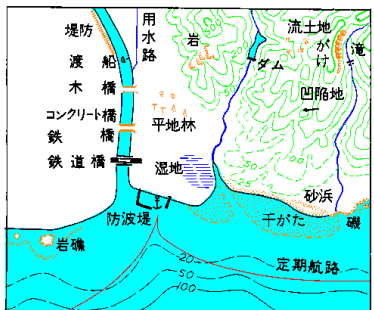 堤防
渡船
木橋
コンクリート橋
鉄橋
鉄道橋
用水路
岩
平地林
湿地
ダム
流土地
がけ
滝
凹陥地
砂浜
磯
干がた
防波堤
岩礁
定期航路
20
50
100
50